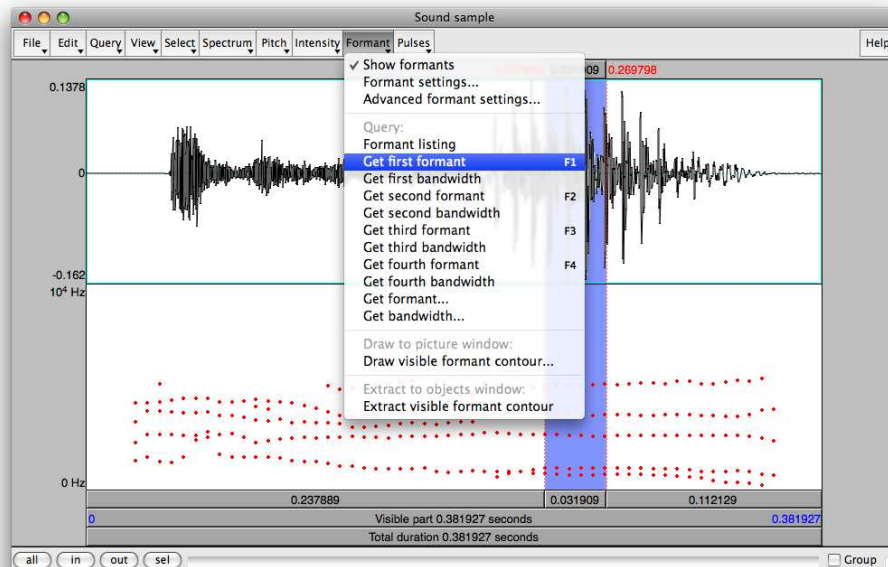 Sound sample
File Edit Query View Select Spectrum Pitch Intensity Formant Pulses Help
✓ Show formants
Formant settings...
Advanced formant settings...
Query:
Formant listing
Get first formant F1
Get first bandwidth
Get second formant F2
Get second bandwidth
Get third formant F3
Get third bandwidth
Get fourth formant F4
Get fourth bandwidth
Get formant...
Get bandwidth...
Draw to picture window:
Draw visible formant contour...
Extract to objects window:
Extract visible formant contour
0.269798
0.1378
0
-0.162
10⁴ Hz
0 Hz
0.237889 0.031909 0.112129
0 Visible part 0.381927 seconds 0.381927
Total duration 0.381927 seconds
all in out sel Group